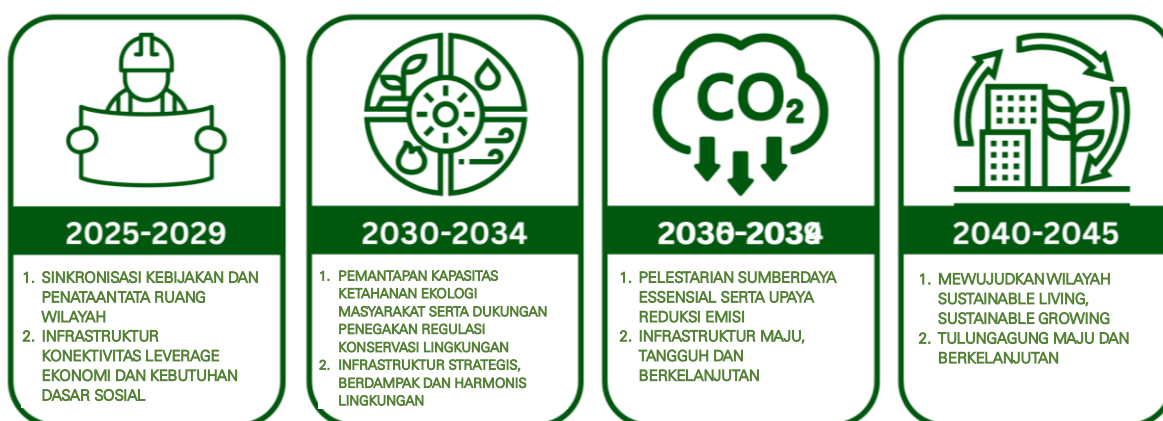 CO₂
2025-2029
1. SINKRONISASI KEBIJAKAN DAN
PENATAAN TATA RUANG
WILAYAH
2. INFRASTRUKTUR
KONEKTIVITAS LEVERAGE
EKONOMI DAN KEBUTUHAN
DASAR SOSIAL
2030-2034
1. PEMANTAPAN KAPASITAS
KETAHANAN EKOLOGI
MASYARAKAT SERTA DUKUNGAN
PENEGAKAN REGULASI
KONSERVASI LINGKUNGAN
2. INFRASTRUKTUR STRATEGIS,
BERDAMPAK DAN HARMONIS
LINGKUNGAN
1. PELESTARIAN SUMBERDAYA
ESSENSIAL SERTA UPAYA
REDUKSI EMISI
2. INFRASTRUKTUR MAJU,
TANGGUH DAN
BERKELANJUTAN
2040-2045
1. MEWUJUDKAN WILAYAH
SUSTAINABLE LIVING,
SUSTAINABLE GROWING
2. TULUNGAGUNG MAJU DAN
BERKELANJUTAN